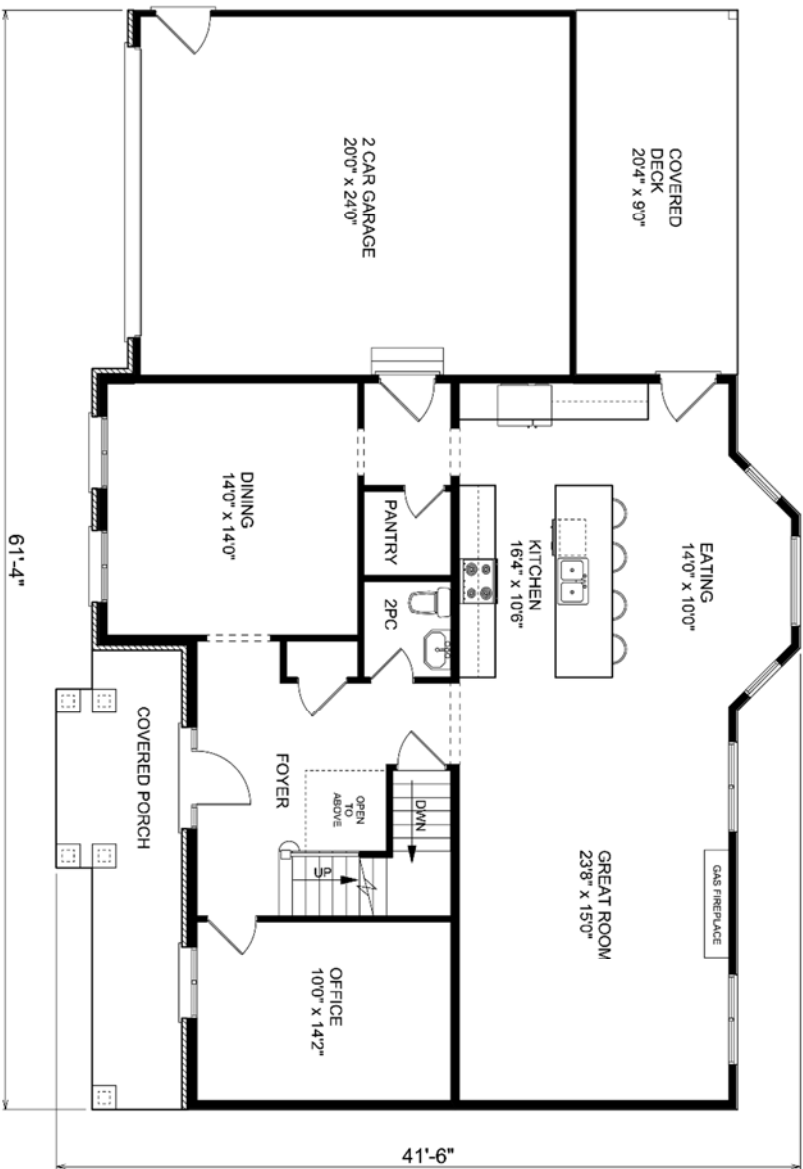 COVERED
DECK
20'4" x 9'0"
2 CAR GARAGE
20'0" x 24'0"
EATING
14'0" x 10'0"
KITCHEN
16'4" x 10'6"
PANTRY
2PC
DINING
14'0" x 14'0"
GAS FIREPLACE
GREAT ROOM
23'8" x 15'0"
DWN
OPEN
TO
ABOVE
UP
FOYER
COVERED PORCH
OFFICE
10'0" x 14'2"
61'-4"
41'-6"